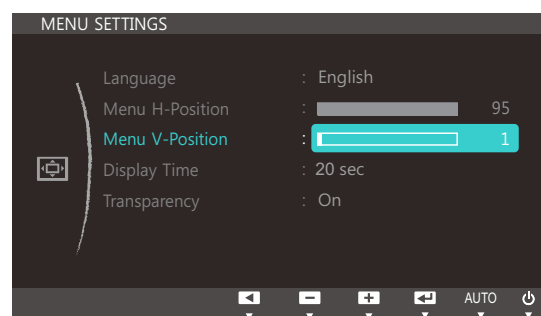 MENU SETTINGS
Language : English
Menu H-Position : 95
Menu V-Position : 1
Display Time : 20 sec
Transparency : On
AUTO